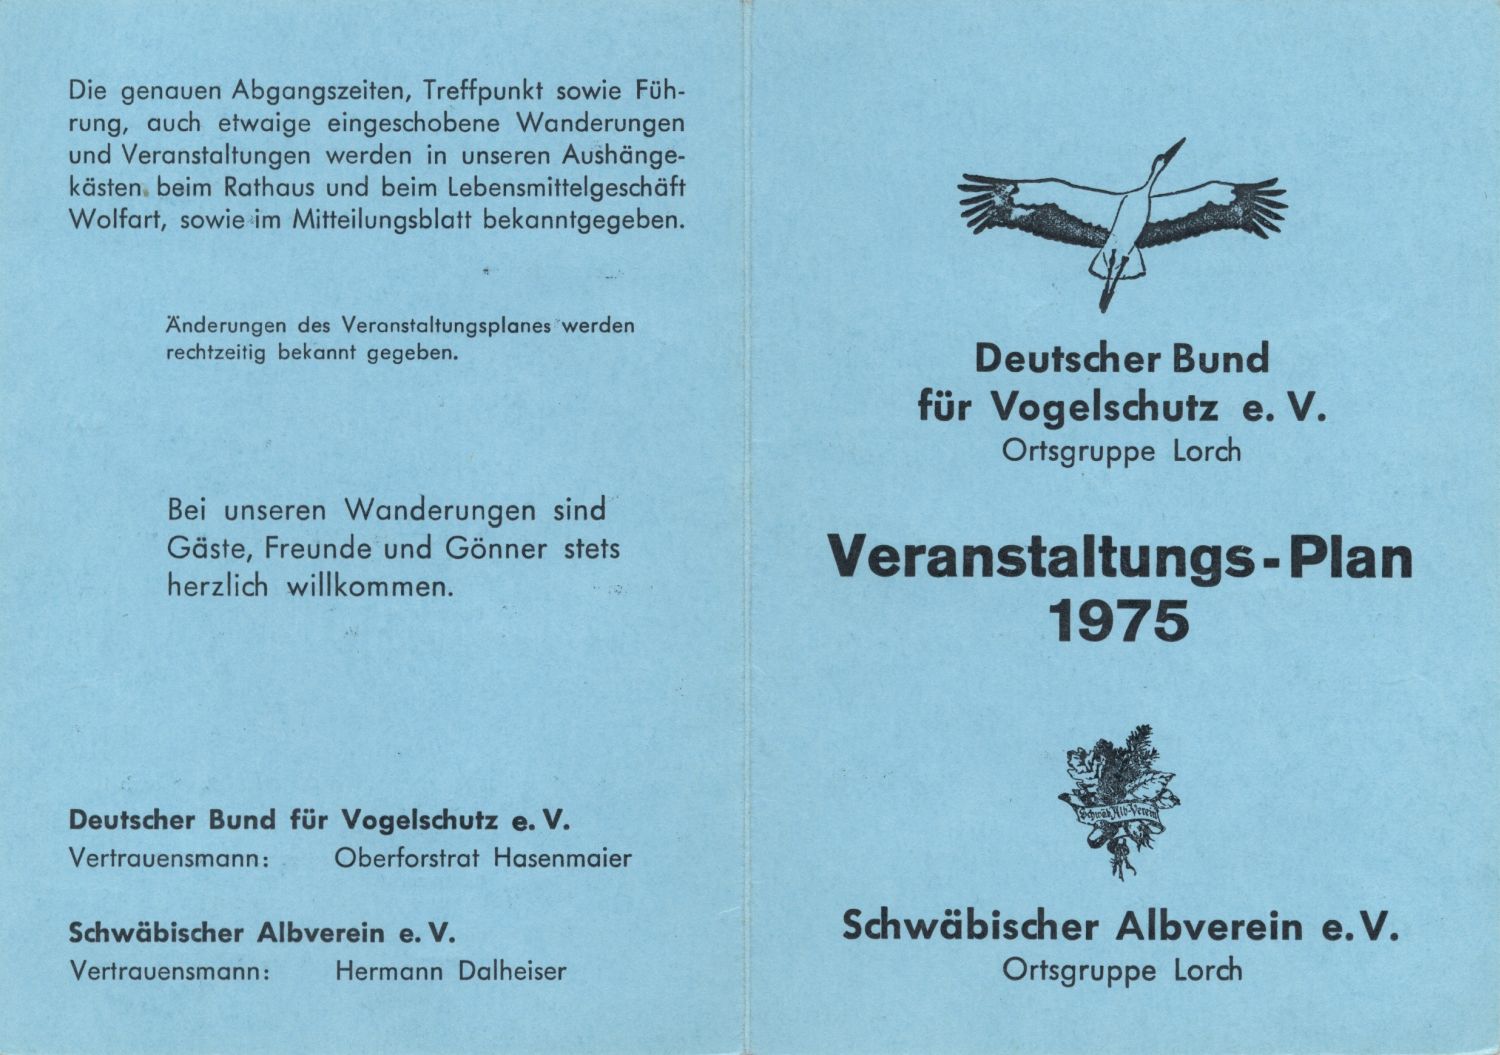 Die genauen Abgangszeiten, Treffpunkt sowie Füh-
rung, auch etwaige eingeschobene Wanderungen
und Veranstaltungen werden in unseren Aushänge-
kästen beim Rathaus und beim Lebensmittelgeschäft
Wolfart, sowie im Mitteilungsblatt bekanntgegeben.
Änderungen des Veranstaltungsplanes werden
rechtzeitig bekannt gegeben.
Bei unseren Wanderungen sind
Gäste, Freunde und Gönner stets
herzlich willkommen.
Deutscher Bund für Vogelschutz e. V.
Vertrauensmann: Oberforstrat Hasenmaier
Schwäbischer Albverein e. V.
Vertrauensmann: Hermann Dalheiser
Deutscher Bund
für Vogelschutz e. V.
Ortsgruppe Lorch
Veranstaltungs-Plan
1975
Schwäb. Alb-Verein
Schwäbischer Albverein e. V.
Ortsgruppe Lorch